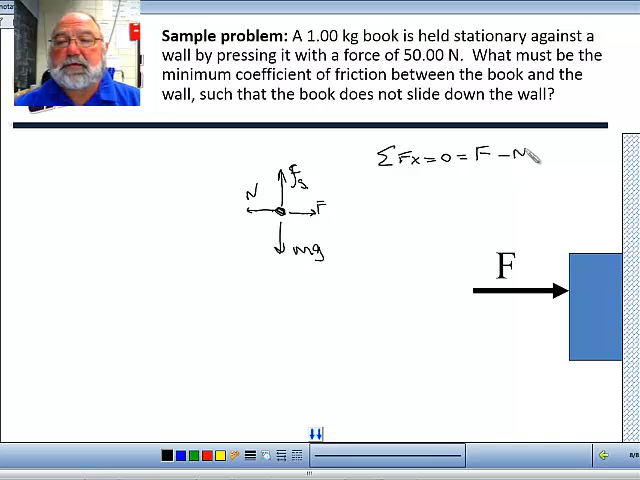 Sample problem: A 1.00 kg book is held stationary against a
wall by pressing it with a force of 50.00 N. What must be the
minimum coefficient of friction between the book and the
wall, such that the book does not slide down the wall?
ΣFx = 0 = F - N
fs
N
F
mg
F
8/8